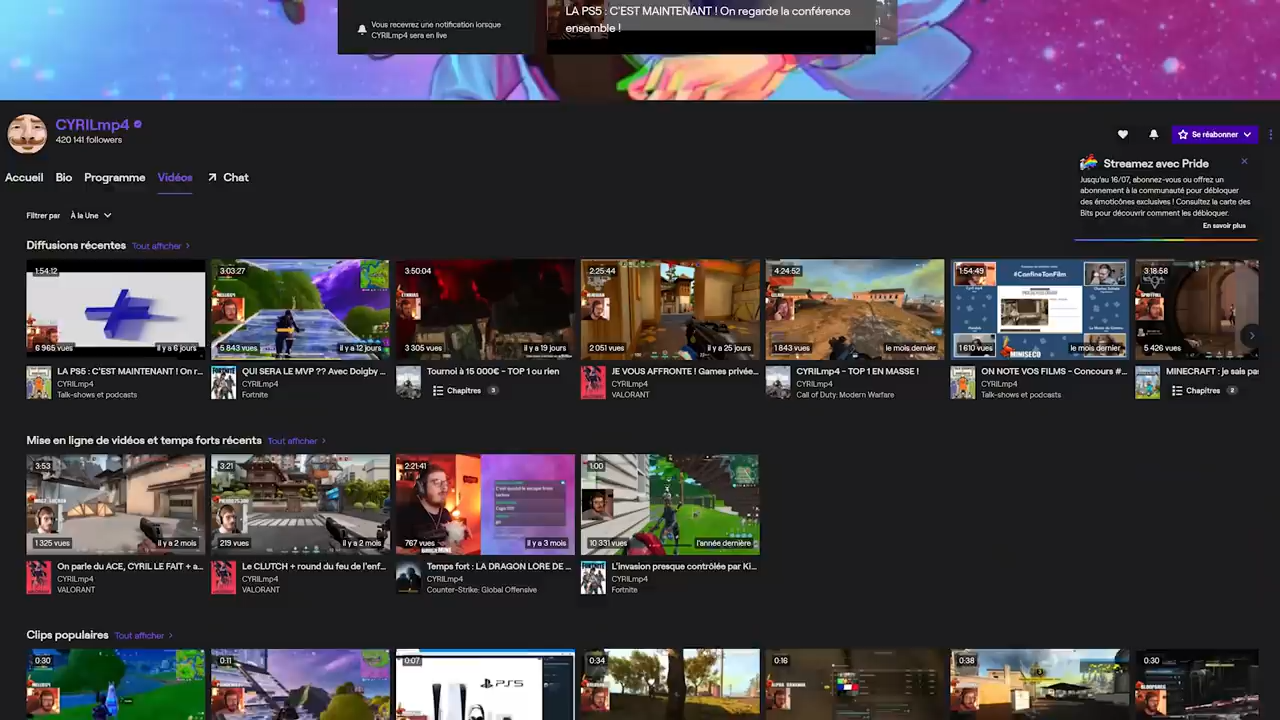 LA PS5 : C'EST MAINTENANT ! On regarde la conférence
ensemble !
Vous recevrez une notification lorsque
CYRILmp4 sera en live
CYRILmp4
420 141 followers
Se réabonner
Accueil Bio Programme Vidéos Chat
Streamez avec Pride
Jusqu'au 16/07, abonnez-vous ou offrez un
abonnement à la communauté pour débloquer
des émoticônes exclusives ! Consultez la carte des
Bits pour découvrir comment les débloquer.
En savoir plus
Filtrer par À la Une
Diffusions récentes Tout afficher
1:54:12 3:03:27 3:50:04 2:25:44 4:24:52 1:54:49 3:18:58
#ConfineTonFilm
MINISECO
6 965 vues il y a 6 jours 5 843 vues il y a 12 jours 3 305 vues il y a 19 jours 2 051 vues il y a 25 jours 1 843 vues le mois dernier 1 610 vues le mois dernier 5 426 vues
LA PS5 : C'EST MAINTENANT ! On r...
CYRILmp4
Talk-shows et podcasts
QUI SERA LE MVP ?? Avec Dolgby ...
CYRILmp4
Fortnite
Tournoi à 15 000€ - TOP 1 ou rien
CYRILmp4
Chapitres 3
JE VOUS AFFRONTE ! Games privée...
CYRILmp4
VALORANT
CYRILmp4 - TOP 1 EN MASSE !
CYRILmp4
Call of Duty: Modern Warfare
ON NOTE VOS FILMS - Concours #...
CYRILmp4
Talk-shows et podcasts
MINECRAFT : je sais pa
CYRILmp4
Chapitres 2
Mise en ligne de vidéos et temps forts récents Tout afficher
3:53 3:21 2:21:41 1:00
1 325 vues il y a 2 mois 219 vues il y a 2 mois 767 vues il y a 3 mois 10 331 vues l'année dernière
On parle du ACE, CYRIL LE FAIT + a...
CYRILmp4
VALORANT
Le CLUTCH + round du feu de l'enf...
CYRILmp4
VALORANT
Temps fort : LA DRAGON LORE DE ...
CYRILmp4
Counter-Strike: Global Offensive
L'invasion presque contrôlée par Ki...
CYRILmp4
Fortnite
Clips populaires Tout afficher
0:30 0:11 0:07 0:34 0:16 0:38 0:30
PS5